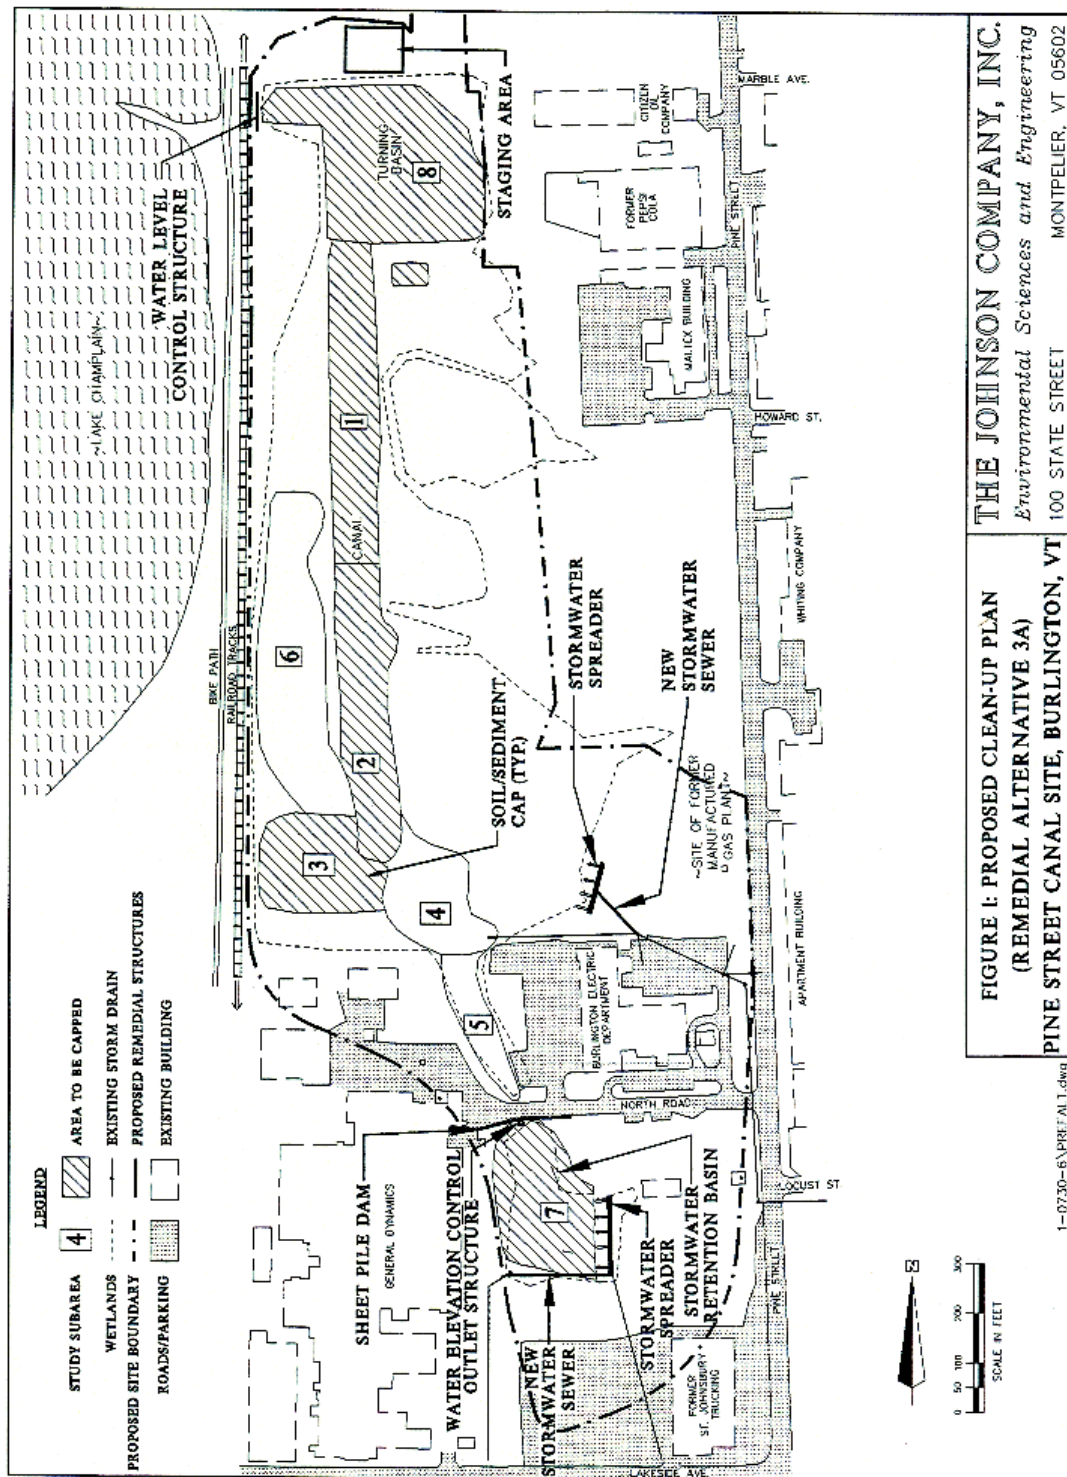 LEGEND
STUDY SUBAREA
4
AREA TO BE CAPPED
WETLANDS
EXISTING STORM DRAIN
PROPOSED SITE BOUNDARY
PROPOSED REMEDIAL STRUCTURES
ROADS/PARKING
EXISTING BUILDING
~LAKE CHAMPLAIN~
WATER LEVEL
CONTROL STRUCTURE
BIKE PATH
RAILROAD TRACKS
TURNING
BASIN
8
STAGING AREA
1
CANAL
6
2
3
SOIL/SEDIMENT
CAP (TYP.)
4
5
STORMWATER
SPREADER
NEW
STORMWATER
SEWER
~SITE OF FORMER
MANUFACTURED
GAS PLANT~
CITIZEN
OIL
COMPANY
MARBLE AVE.
FORMER
PEPSI
COLA
PINE STREET
MALTEX BUILDING
HOWARD ST.
WHITING COMPANY
APARTMENT BUILDING
BURLINGTON ELECTRIC
DEPARTMENT
NORTH ROAD
SHEET PILE DAM
GENERAL DYNAMICS
WATER ELEVATION CONTROL
OUTLET STRUCTURE
7
NEW
STORMWATER
SEWER
STORMWATER
SPREADER
STORMWATER
RETENTION BASIN
LOCUST ST.
PINE STREET
FORMER
ST. JOHNSBURY
TRUCKING
LAKESIDE AVE.
N
0 50 100 200 300
SCALE IN FEET
FIGURE 1: PROPOSED CLEAN-UP PLAN
(REMEDIAL ALTERNATIVE 3A)
PINE STREET CANAL SITE, BURLINGTON, VT
THE JOHNSON COMPANY, INC.
Environmental Sciences and Engineering
100 STATE STREET MONTPELIER, VT 05602
1-0730-6\PREFALT.dwg